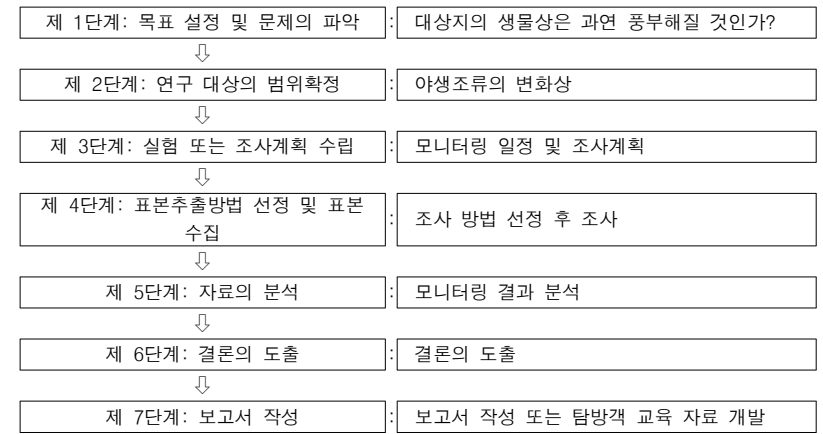 제 1단계: 목표 설정 및 문제의 파악 : 대상지의 생물상은 과연 풍부해질 것인가?
⇩
제 2단계: 연구 대상의 범위확정 : 야생조류의 변화상
⇩
제 3단계: 실험 또는 조사계획 수립 : 모니터링 일정 및 조사계획
⇩
제 4단계: 표본추출방법 선정 및 표본
수집 : 조사 방법 선정 후 조사
⇩
제 5단계: 자료의 분석 : 모니터링 결과 분석
⇩
제 6단계: 결론의 도출 : 결론의 도출
⇩
제 7단계: 보고서 작성 : 보고서 작성 또는 탐방객 교육 자료 개발